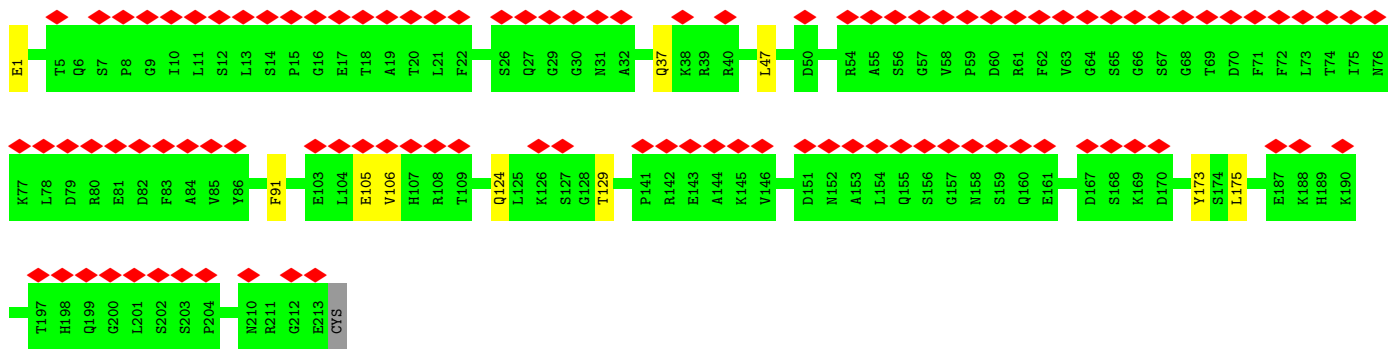 E1 T5 Q6 S7 P8 G9 I10 L11 S12 L13 S14 P15 G16 E17 T18 A19 T20 L21 F22 S26 Q27 G29 G30 N31 A32 Q37 K38 R39 R40 L47 D50 R54 A55 S56 G57 V58 P59 D60 R61 F62 V63 G64 S65 G66 S67 G68 T69 D70 F71 F72 L73 T74 I75 N76
K77 L78 D79 R80 E81 D82 F83 A84 V85 Y86 F91 E103 L104 E105 V106 H107 R108 T109 Q124 L125 K126 S127 G128 T129 P141 R142 E143 A144 K145 V146 D151 N152 A153 L154 Q155 S156 G157 N158 S159 Q160 E161 D167 S168 K169 D170 Y173 S174 L175 E187 K188 H189 K190
T197 H198 Q199 G200 L201 S202 S203 P204 N210 R211 G212 E213 CYS